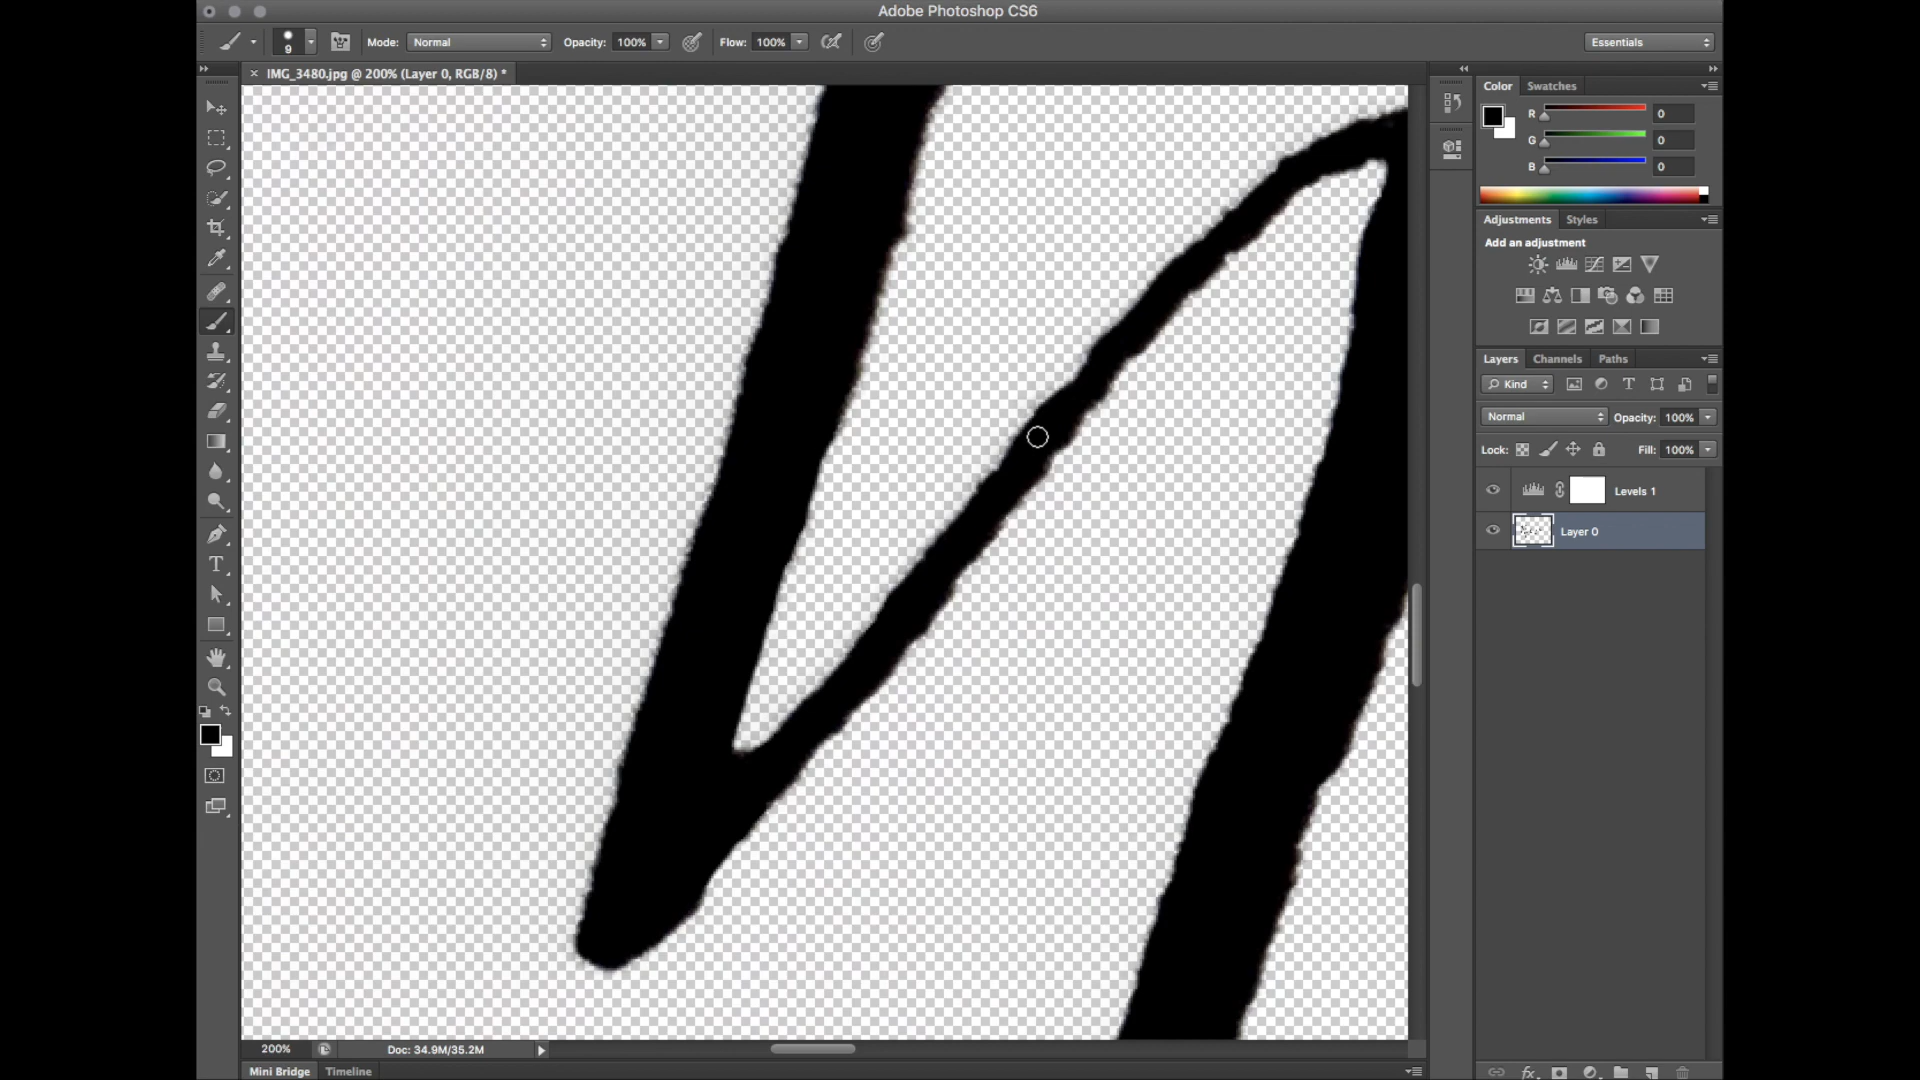 Adobe Photoshop CS6
9 Mode: Normal Opacity: 100% Flow: 100% Essentials
IMG_3480.jpg @ 200% (Layer 0, RGB/8) *
Color Swatches
R 0
G 0
B 0
Adjustments Styles
Add an adjustment
Layers Channels Paths
Kind T
Normal Opacity: 100%
Lock: Fill: 100%
Levels 1
Layer 0
T
200% Doc: 34.9M/35.2M
Mini Bridge Timeline
fx